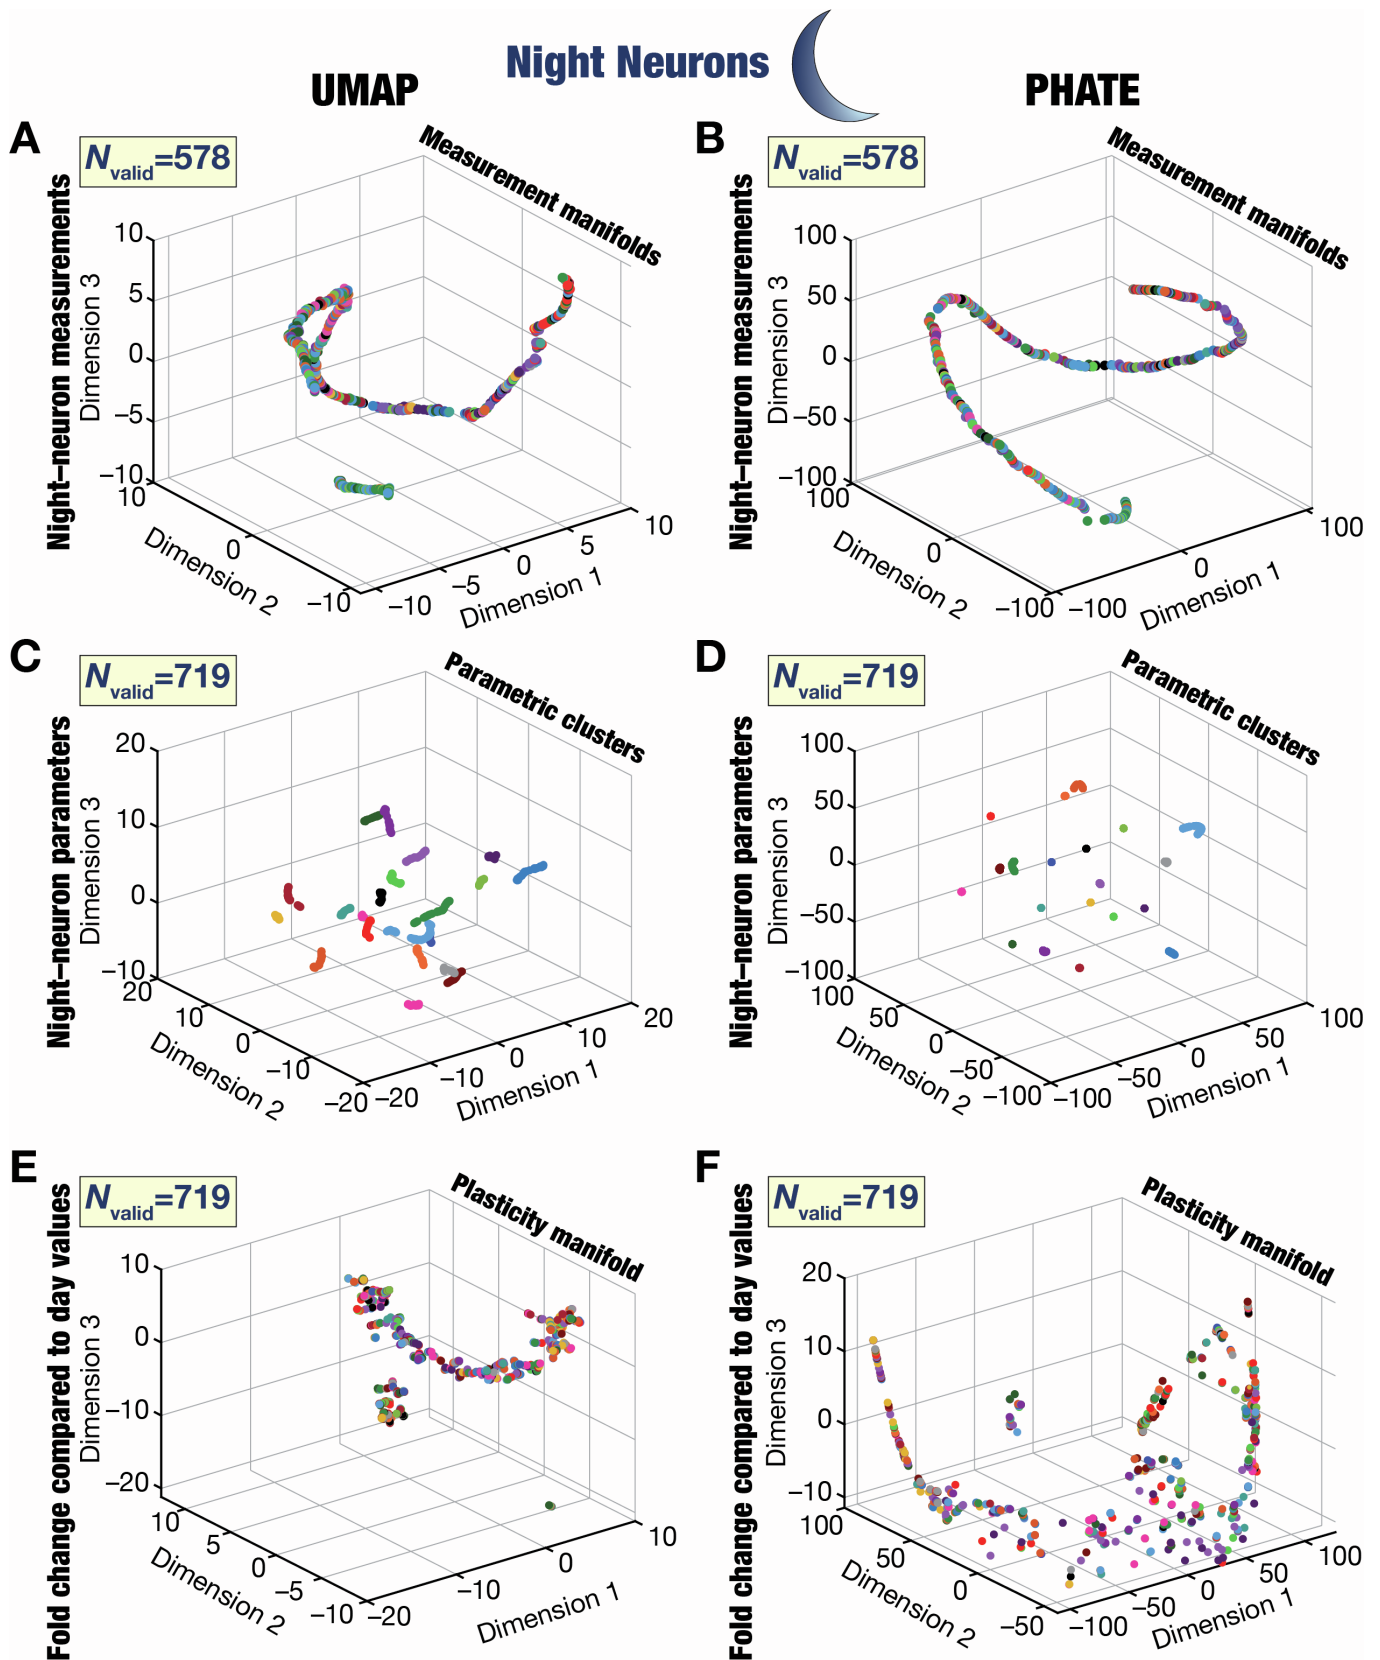 Night Neurons
UMAP
PHATE
A
Nvalid=578
Measurement manifolds
Night–neuron measurements
Dimension 3
10
5
0
−5
−10
10
0
−10
Dimension 2
−10
−5
0
5
10
Dimension 1
B
Nvalid=578
Measurement manifolds
Night–neuron measurements
Dimension 3
100
50
0
−50
−100
100
0
−100
Dimension 2
−100
0
100
Dimension 1
C
Nvalid=719
Parametric clusters
Night–neuron parameters
Dimension 3
20
10
0
−10
20
10
0
−10
−20
Dimension 2
−20
−10
0
10
20
Dimension 1
D
Nvalid=719
Parametric clusters
Night–neuron parameters
Dimension 3
100
50
0
−50
−100
100
50
0
−50
−100
Dimension 2
−100
−50
0
50
100
Dimension 1
E
Nvalid=719
Plasticity manifold
Fold change compared to day values
Dimension 3
10
0
−10
−20
10
5
0
−5
−10
Dimension 2
−20
−10
0
10
Dimension 1
F
Nvalid=719
Plasticity manifold
Fold change compared to day values
Dimension 3
20
10
0
−10
100
50
0
−50
Dimension 2
−100
−50
0
50
100
Dimension 1